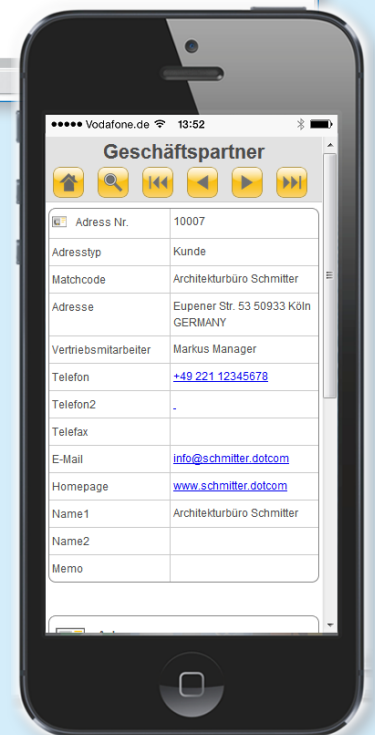 Vodafone.de 13:52
Geschäftspartner
Adress Nr. 10007
Adresstyp Kunde
Matchcode Architekturbüro Schmitter
Adresse Eupener Str. 53 50933 Köln
GERMANY
Vertriebsmitarbeiter Markus Manager
Telefon +49 221 12345678
Telefon2 -
Telefax
E-Mail info@schmitter.dotcom
Homepage www.schmitter.dotcom
Name1 Architekturbüro Schmitter
Name2
Memo